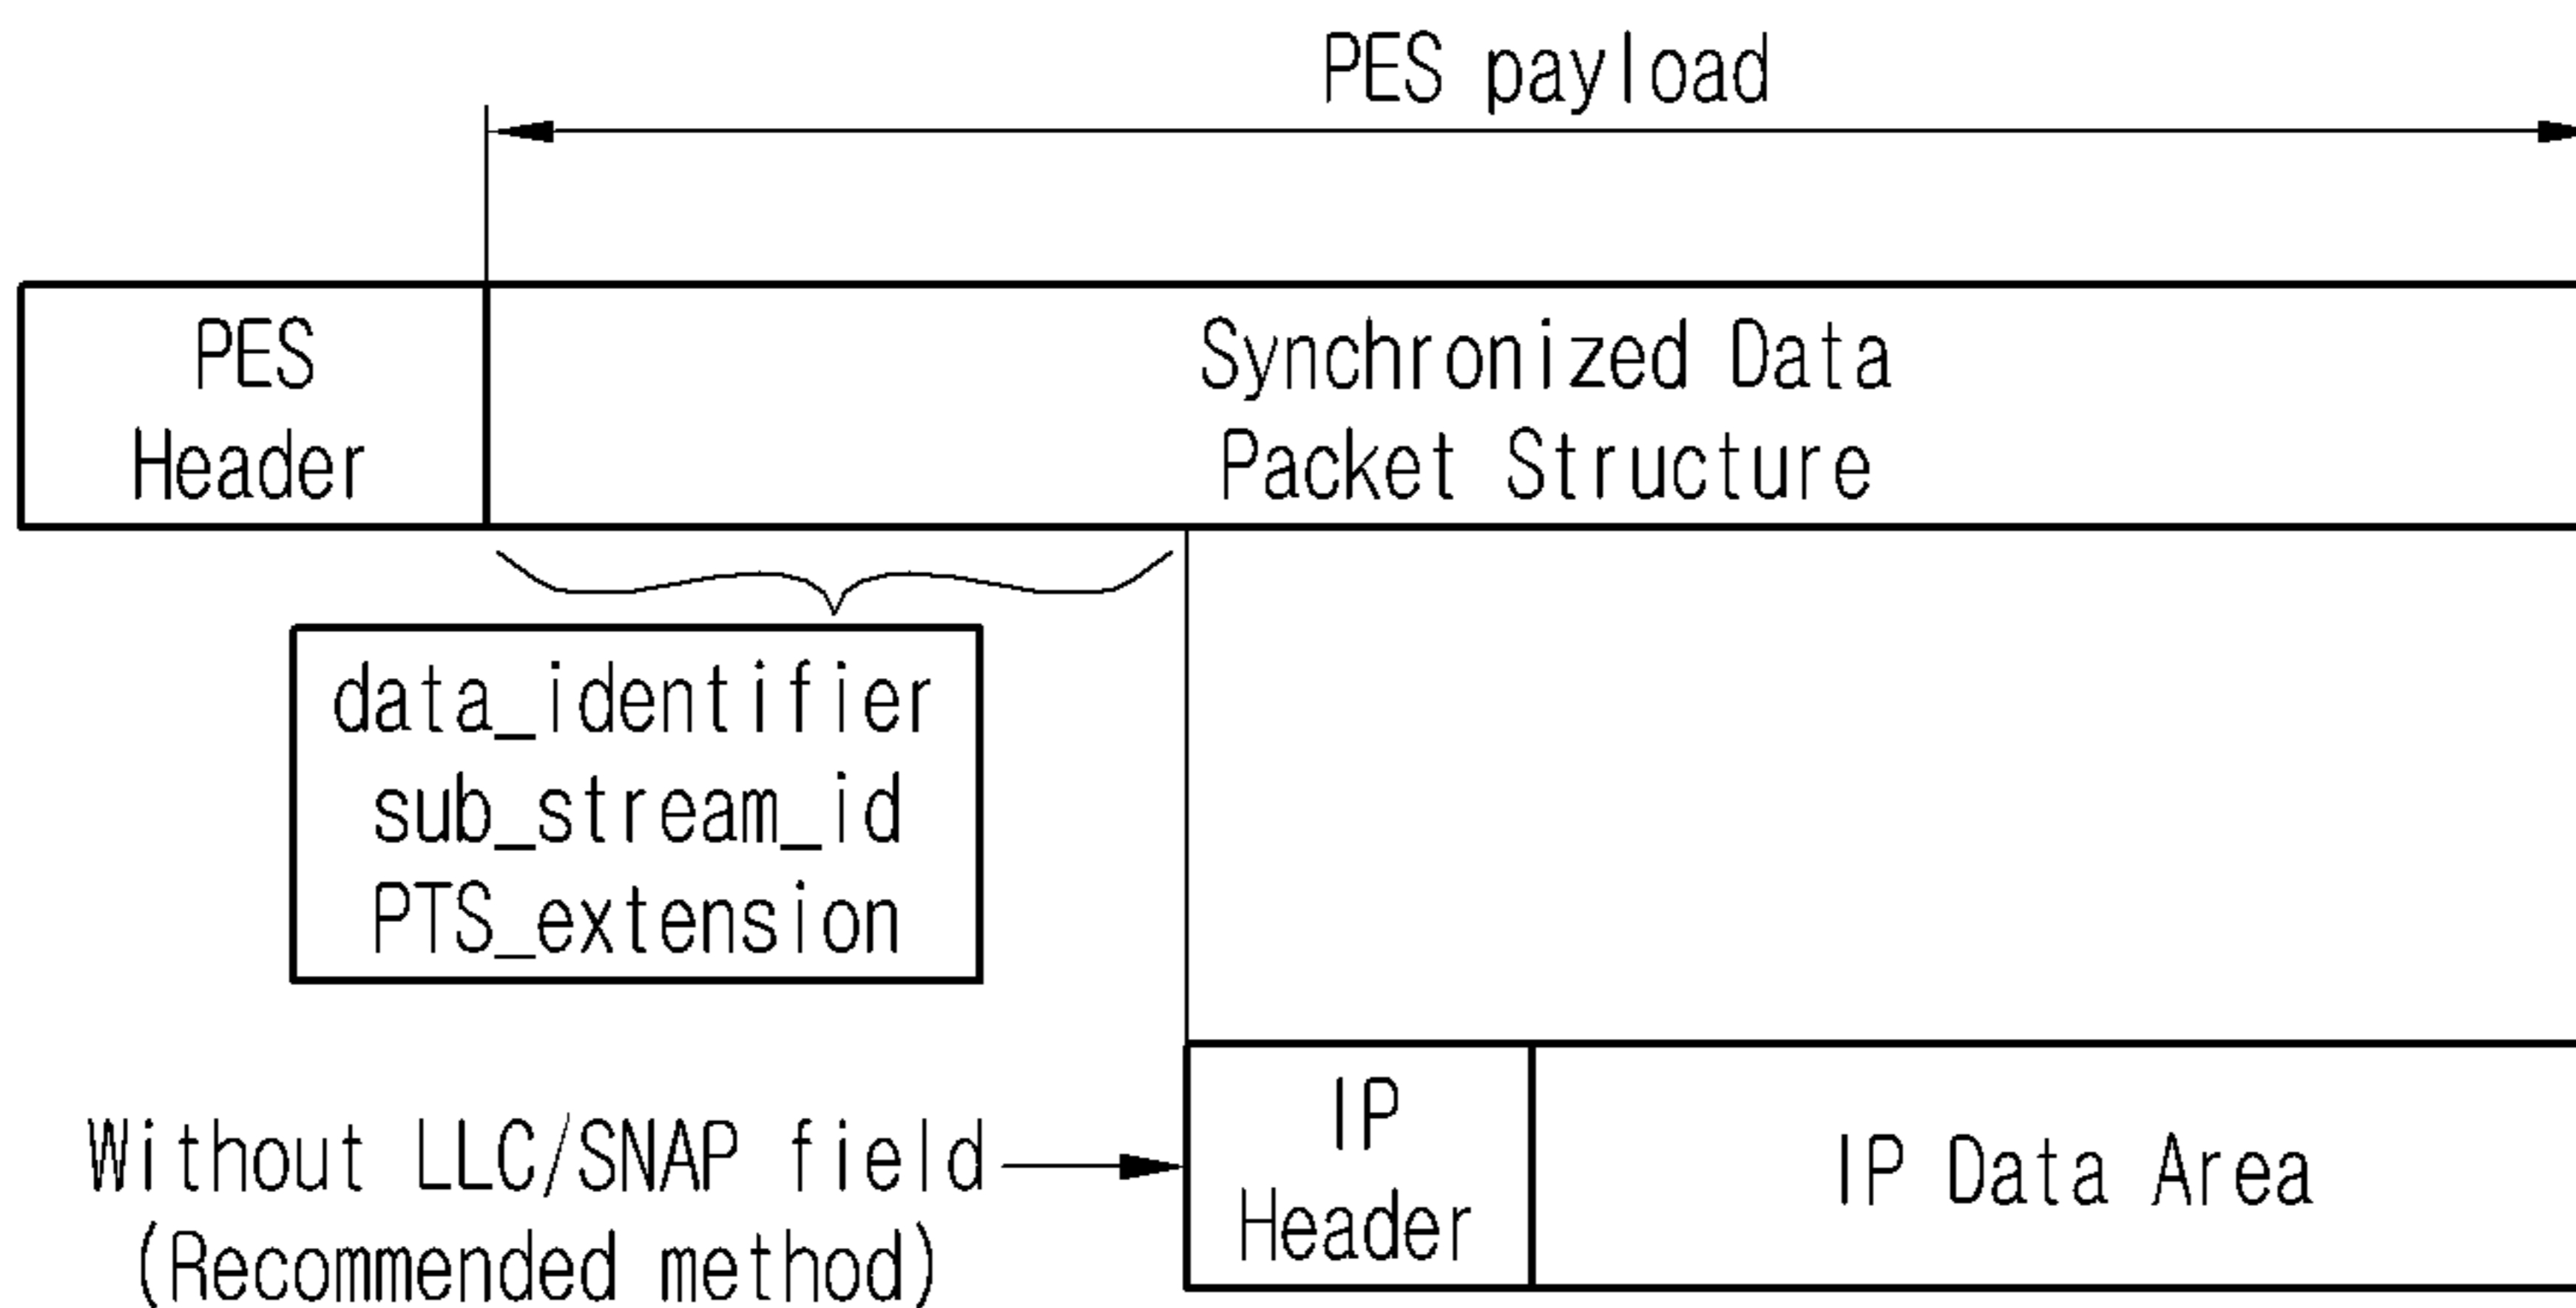 PES payload
PES
Header
Synchronized Data
Packet Structure
data_identifier
sub_stream_id
PTS_extension
Without LLC/SNAP field
(Recommended method)
IP
Header
IP Data Area